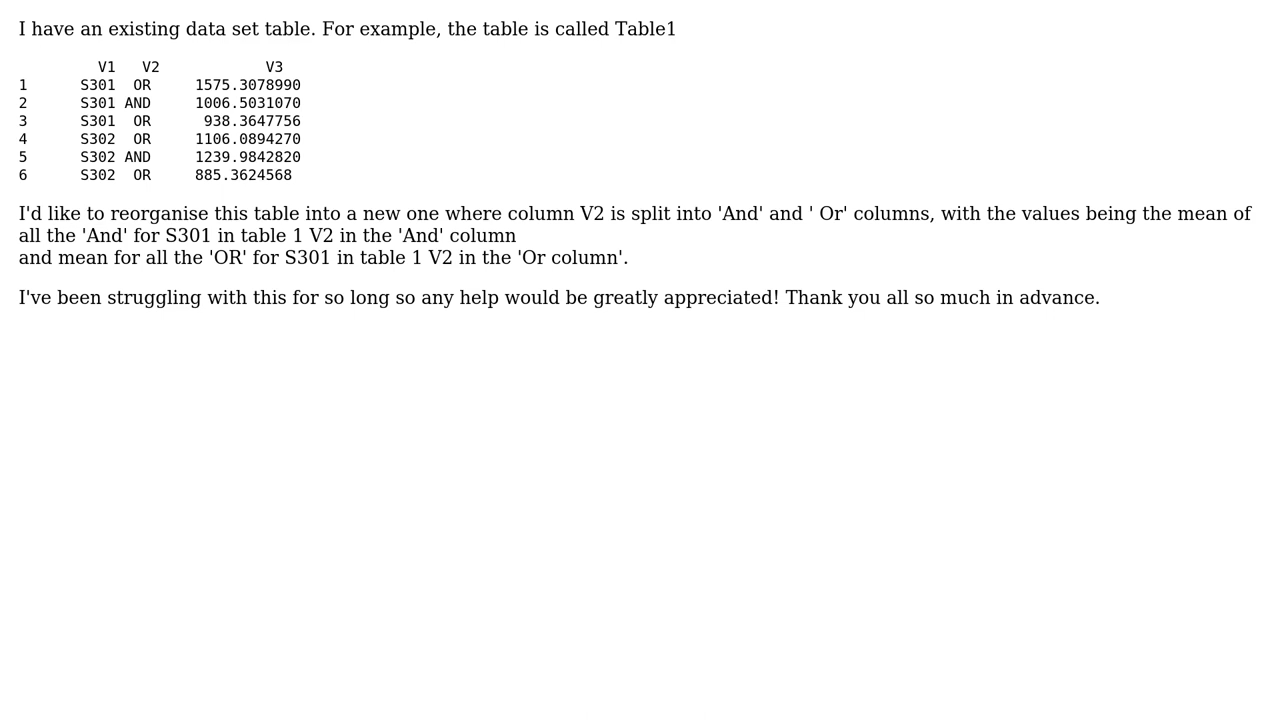 I have an existing data set table. For example, the table is called Table1
V1 V2 V3
1 S301 OR 1575.3078990
2 S301 AND 1006.5031070
3 S301 OR 938.3647756
4 S302 OR 1106.0894270
5 S302 AND 1239.9842820
6 S302 OR 885.3624568
I'd like to reorganise this table into a new one where column V2 is split into 'And' and ' Or' columns, with the values being the mean of
all the 'And' for S301 in table 1 V2 in the 'And' column
and mean for all the 'OR' for S301 in table 1 V2 in the 'Or column'.
I've been struggling with this for so long so any help would be greatly appreciated! Thank you all so much in advance.